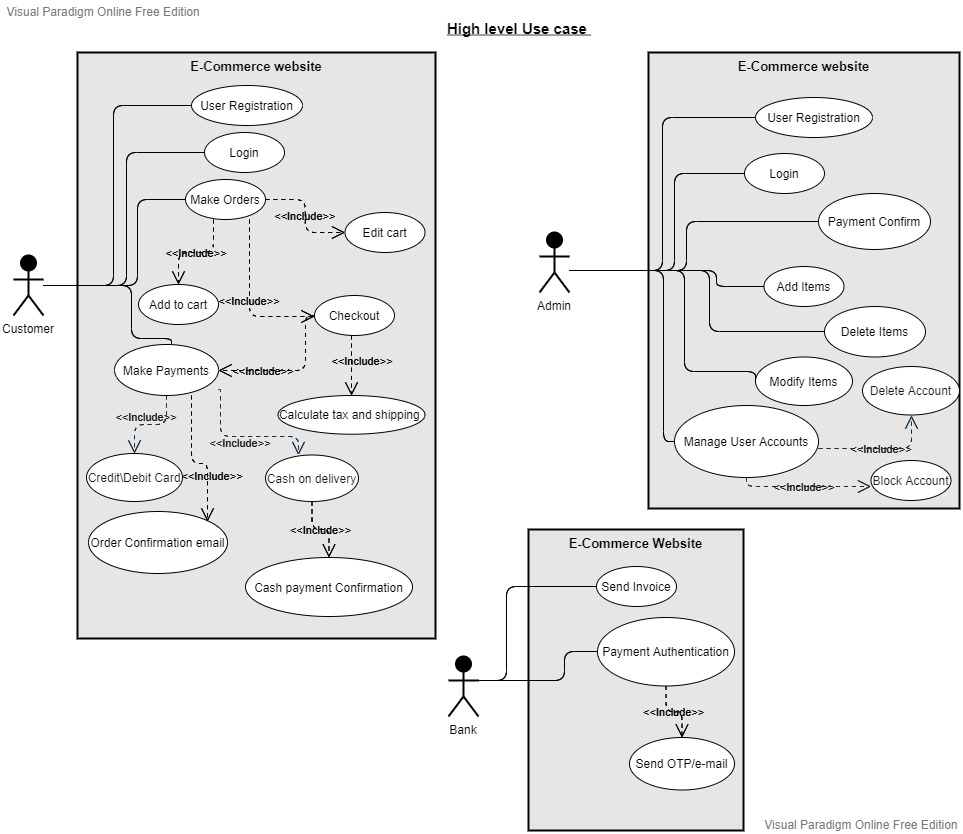 Visual Paradigm Online Free Edition
High level Use case
E-Commerce website
User Registration
Login
Make Orders
<<Include>>
Edit cart
<<Include>>
Add to cart
<<Include>>
Checkout
Customer
Make Payments
<<Include>>
<<Include>>
Calculate tax and shipping
<<Include>>
<<Include>>
Credit\Debit Card
<<Include>>
Cash on delivery
<<Include>>
Order Confirmation email
Cash payment Confirmation
E-Commerce website
User Registration
Login
Payment Confirm
Admin
Add Items
Delete Items
Modify Items
Delete Account
Manage User Accounts
<<Include>>
<<Include>>
Block Account
E-Commerce Website
Send Invoice
Payment Authentication
Bank
<<Include>>
Send OTP/e-mail
Visual Paradigm Online Free Edition